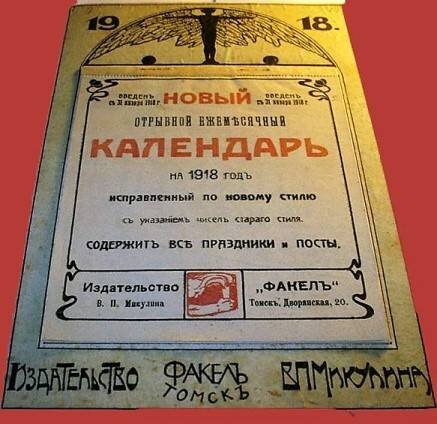 1918.
введенъ съ 31 января 1918 г. НОВЫЙ введенъ съ 31 января 1918 г.
ОТРЫВНОЙ ЕЖЕМѢСЯЧНЫЙ
КАЛЕНДАРЬ
НА 1918 ГОДЪ
исправленный по новому стилю
съ указаніемъ чиселъ стараго стиля.
СОДЕРЖИТЪ ВСѢ ПРАЗДНИКИ и ПОСТЫ.
Издательство „ФАКЕЛЪ"
В. П. Микулина Томскъ, Дворянская, 20.
ИЗДАТЕЛЬСТВО ФАКЕЛЪ В.П.МИКУЛИНА
ТОМСКЪ